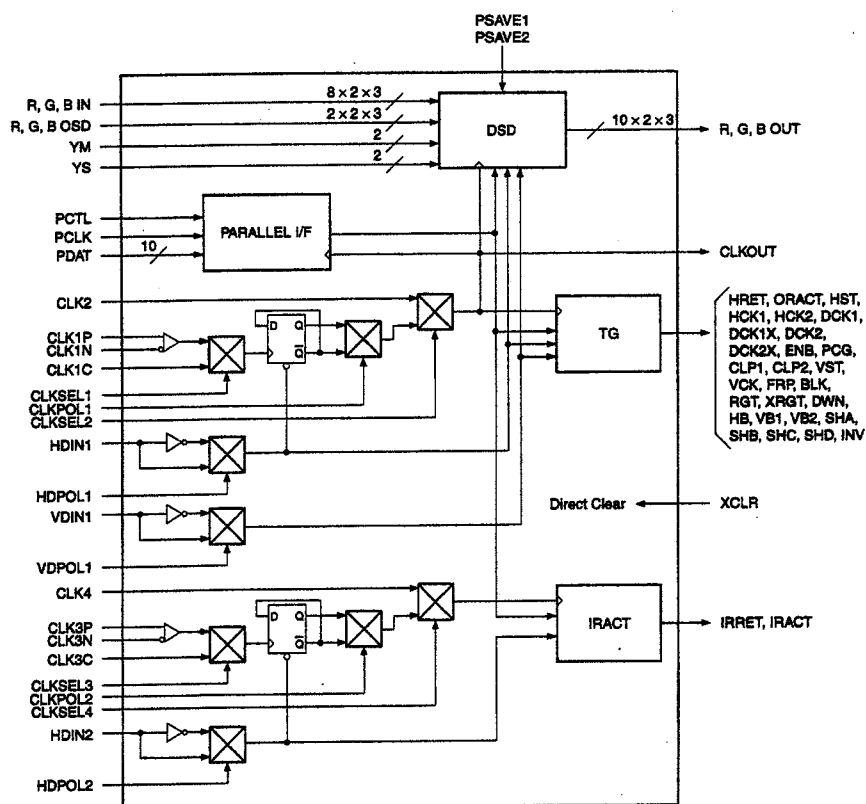 PSAVE1
PSAVE2
R, G, B IN
8 × 2 × 3
R, G, B OSD
2 × 2 × 3
YM
2
YS
2
DSD
10 × 2 × 3
R, G, B OUT
PCTL
PCLK
PDAT
10
PARALLEL I/F
CLKOUT
CLK2
CLK1P
CLK1N
CLK1C
D Q
Q̅
CLKSEL1
CLKPOL1
CLKSEL2
TG
HRET, ORACT, HST,
HCK1, HCK2, DCK1,
DCK1X, DCK2,
DCK2X, ENB, PCG,
CLP1, CLP2, VST,
VCK, FRP, BLK,
RGT, XRGT, DWN,
HB, VB1, VB2, SHA,
SHB, SHC, SHD, INV
HDIN1
HDPOL1
VDIN1
VDPOL1
Direct Clear
XCLR
CLK4
CLK3P
CLK3N
CLK3C
D Q
Q̅
CLKSEL3
CLKPOL2
CLKSEL4
IRACT
IRRET, IRACT
HDIN2
HDPOL2